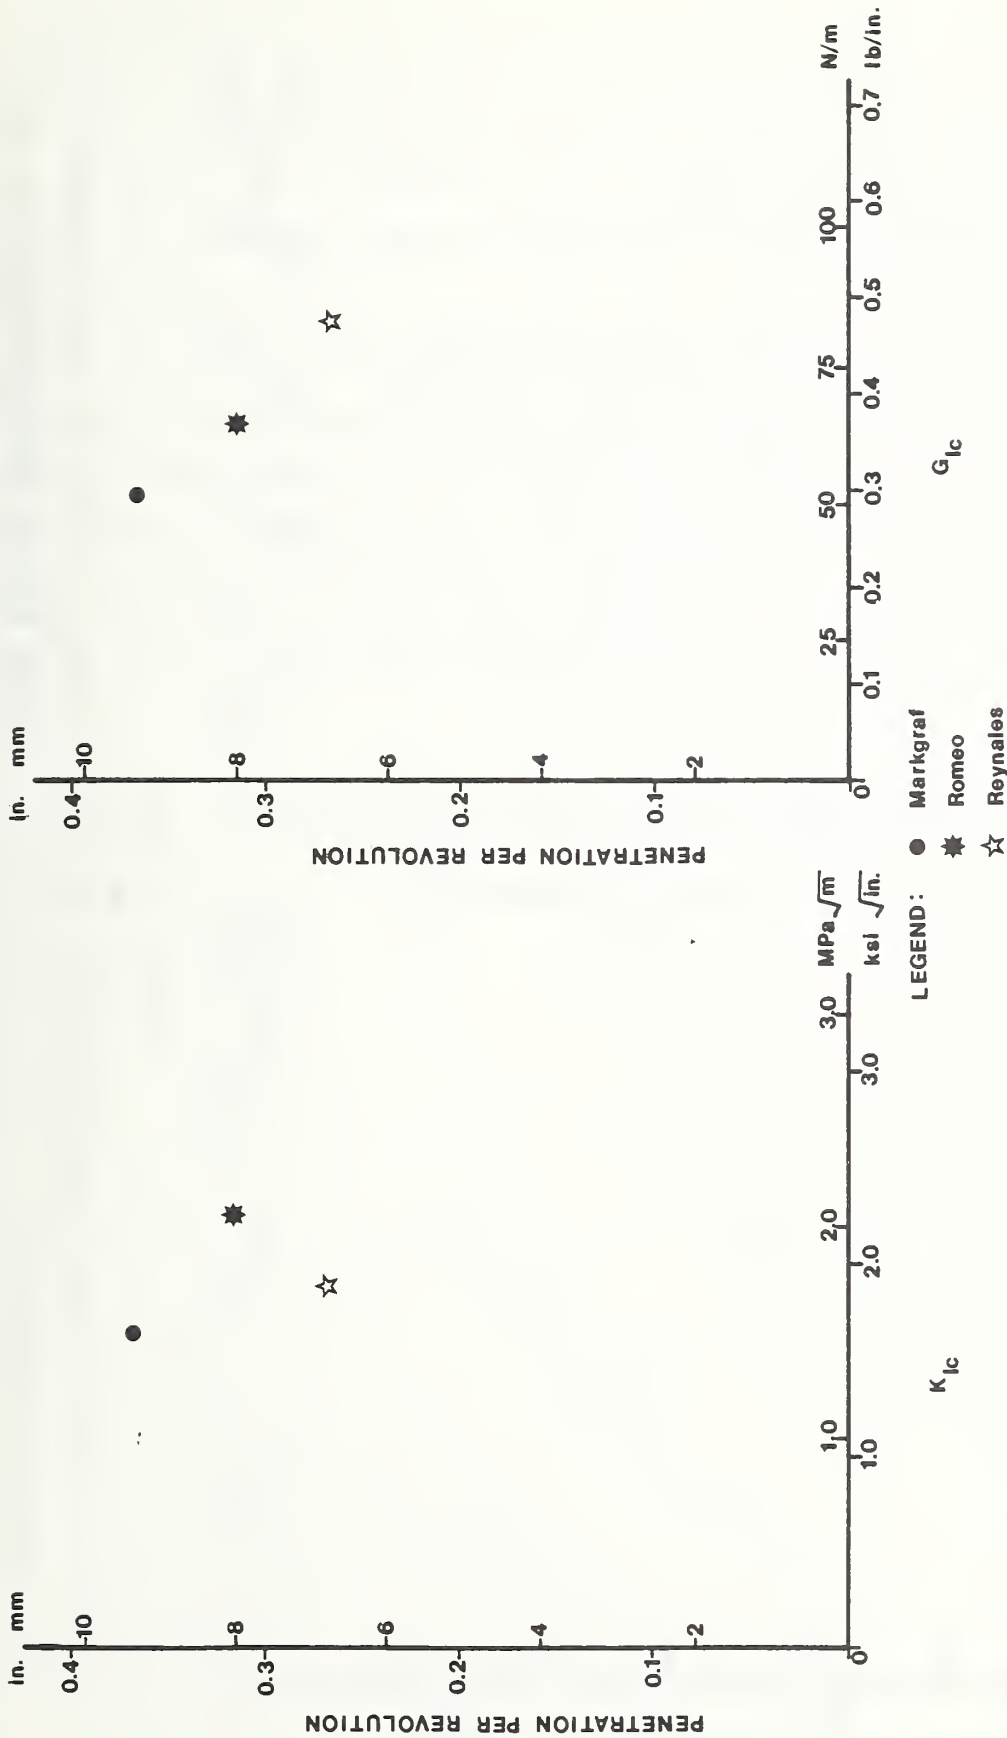 in. mm
0.4 10
8
0.3
6
0.2
4
0.1
2
0
PENETRATION PER REVOLUTION
1.0 2.0 3.0 MPa √m
1.0 2.0 3.0 ksi √in.
K Ic
in. mm
0.4 10
8
0.3
6
0.2
4
0.1
2
0
PENETRATION PER REVOLUTION
25 50 75 100 N/m
0.1 0.2 0.3 0.4 0.5 0.6 0.7 lb/in.
G Ic
LEGEND:
Markgraf
Romeo
Reynales